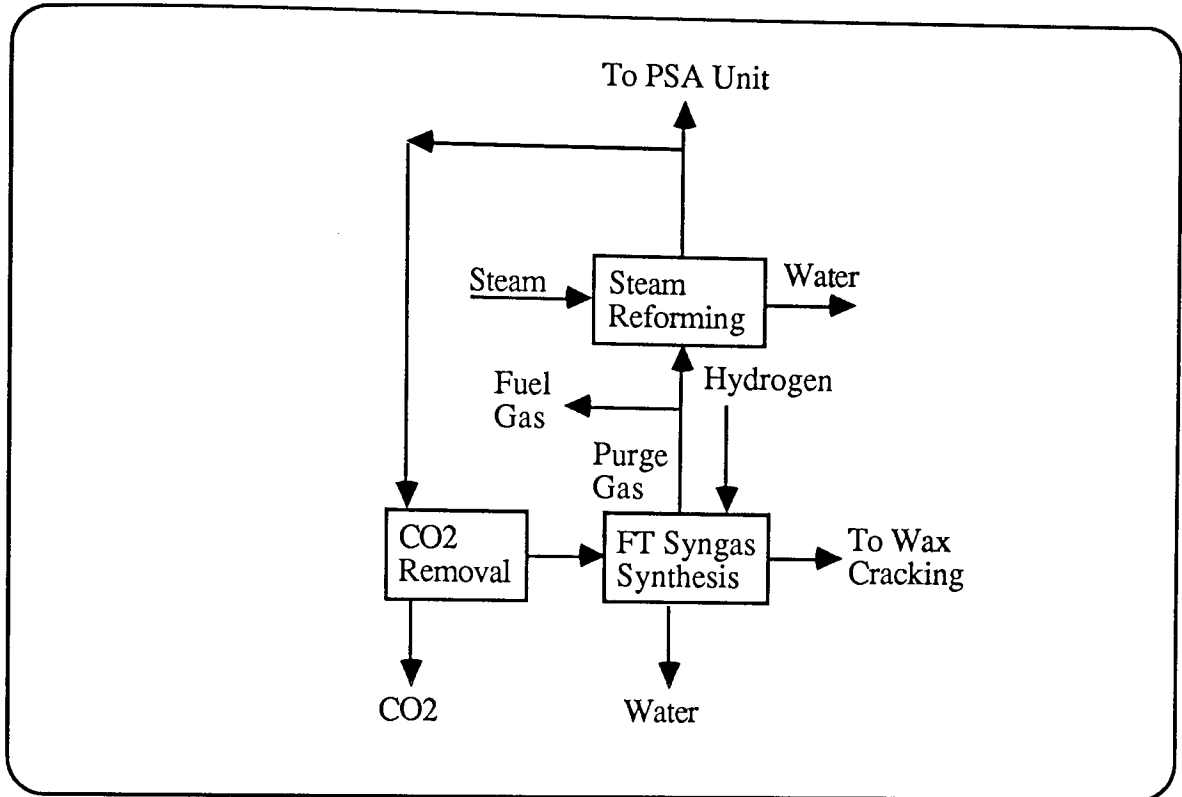 To PSA Unit
Steam
Steam
Reforming
Water
Fuel
Gas
Hydrogen
Purge
Gas
CO2
Removal
FT Syngas
Synthesis
To Wax
Cracking
CO2
Water